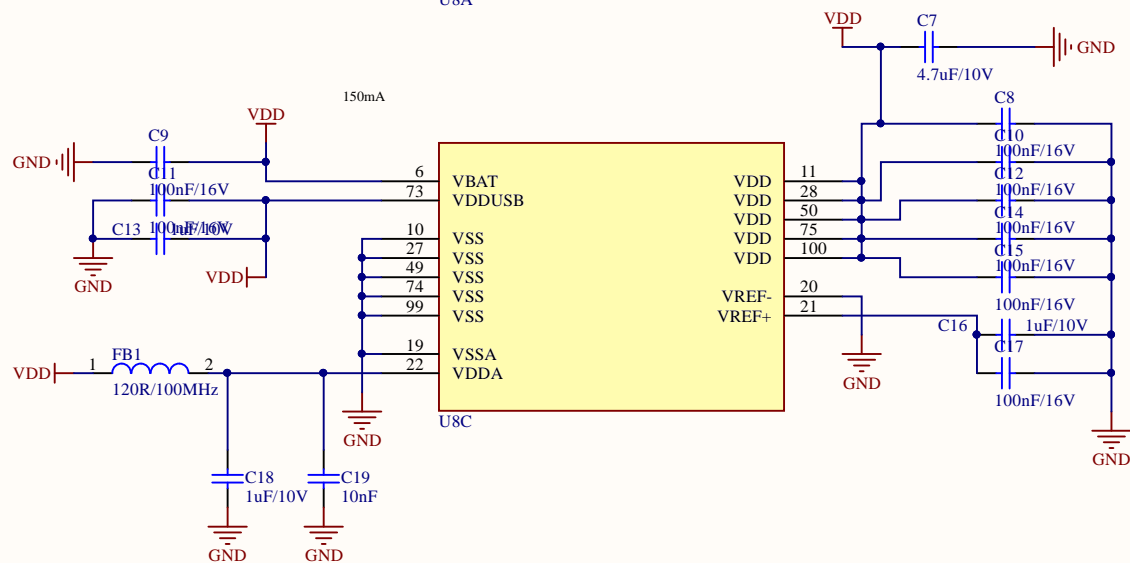 U8A
VDD
C7
GND
4.7uF/10V
150mA
VDD
C8
C9
C10
GND
100nF/16V
C11
C12
6
VBAT
VDD
11
100nF/16V
100nF/16V
73
VDDUSB
VDD
28
VDD
50
C14
C13
100nF/16V
1uF/10V
10
VSS
VDD
75
100nF/16V
27
VSS
VDD
100
C15
49
VSS
100nF/16V
VDD
GND
74
VSS
VREF-
20
100nF/16V
99
VSS
VREF+
21
C16
1uF/10V
C17
19
VSSA
FB1
VDD
1
2
22
VDDA
GND
120R/100MHz
100nF/16V
U8C
GND
GND
C18
C19
1uF/10V
10nF
GND
GND